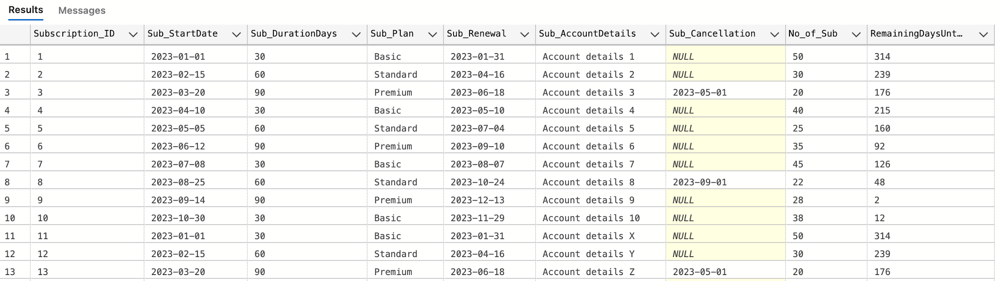 Results Messages
Subscription_ID Sub_StartDate Sub_DurationDays Sub_Plan Sub_Renewal Sub_AccountDetails Sub_Cancellation No_of_Sub RemainingDaysUnt…
1 1 2023-01-01 30 Basic 2023-01-31 Account details 1 NULL 50 314
2 2 2023-02-15 60 Standard 2023-04-16 Account details 2 NULL 30 239
3 3 2023-03-20 90 Premium 2023-06-18 Account details 3 2023-05-01 20 176
4 4 2023-04-10 30 Basic 2023-05-10 Account details 4 NULL 40 215
5 5 2023-05-05 60 Standard 2023-07-04 Account details 5 NULL 25 160
6 6 2023-06-12 90 Premium 2023-09-10 Account details 6 NULL 35 92
7 7 2023-07-08 30 Basic 2023-08-07 Account details 7 NULL 45 126
8 8 2023-08-25 60 Standard 2023-10-24 Account details 8 2023-09-01 22 48
9 9 2023-09-14 90 Premium 2023-12-13 Account details 9 NULL 28 2
10 10 2023-10-30 30 Basic 2023-11-29 Account details 10 NULL 38 12
11 11 2023-01-01 30 Basic 2023-01-31 Account details X NULL 50 314
12 12 2023-02-15 60 Standard 2023-04-16 Account details Y NULL 30 239
13 13 2023-03-20 90 Premium 2023-06-18 Account details Z 2023-05-01 20 176